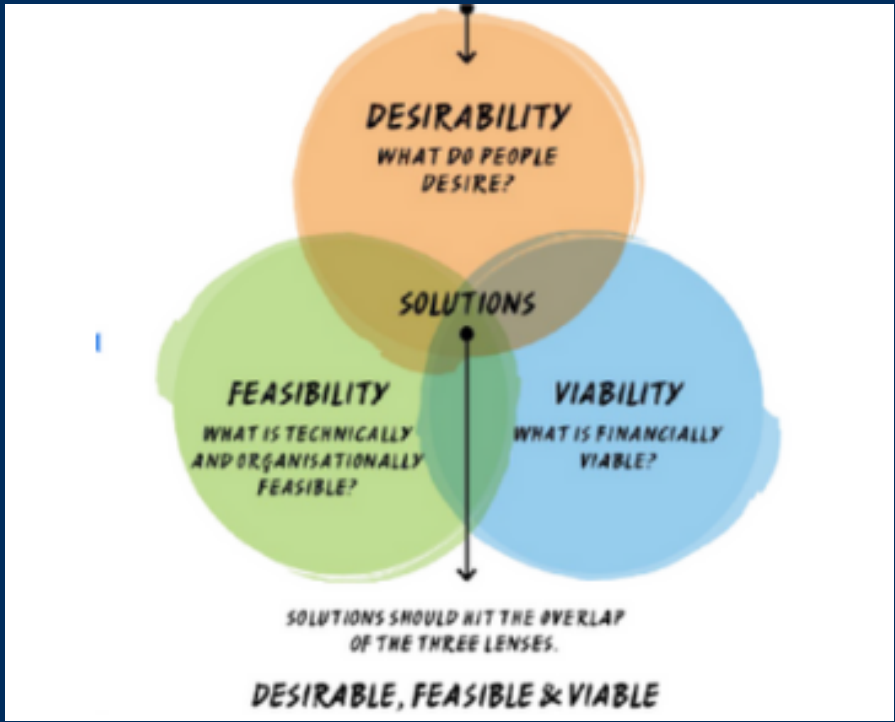 DESIRABILITY
WHAT DO PEOPLE
DESIRE?
SOLUTIONS
FEASIBILITY
WHAT IS TECHNICALLY
AND ORGANISATIONALLY
FEASIBLE?
VIABILITY
WHAT IS FINANCIALLY
VIABLE?
SOLUTIONS SHOULD HIT THE OVERLAP
OF THE THREE LENSES.
DESIRABLE, FEASIBLE & VIABLE